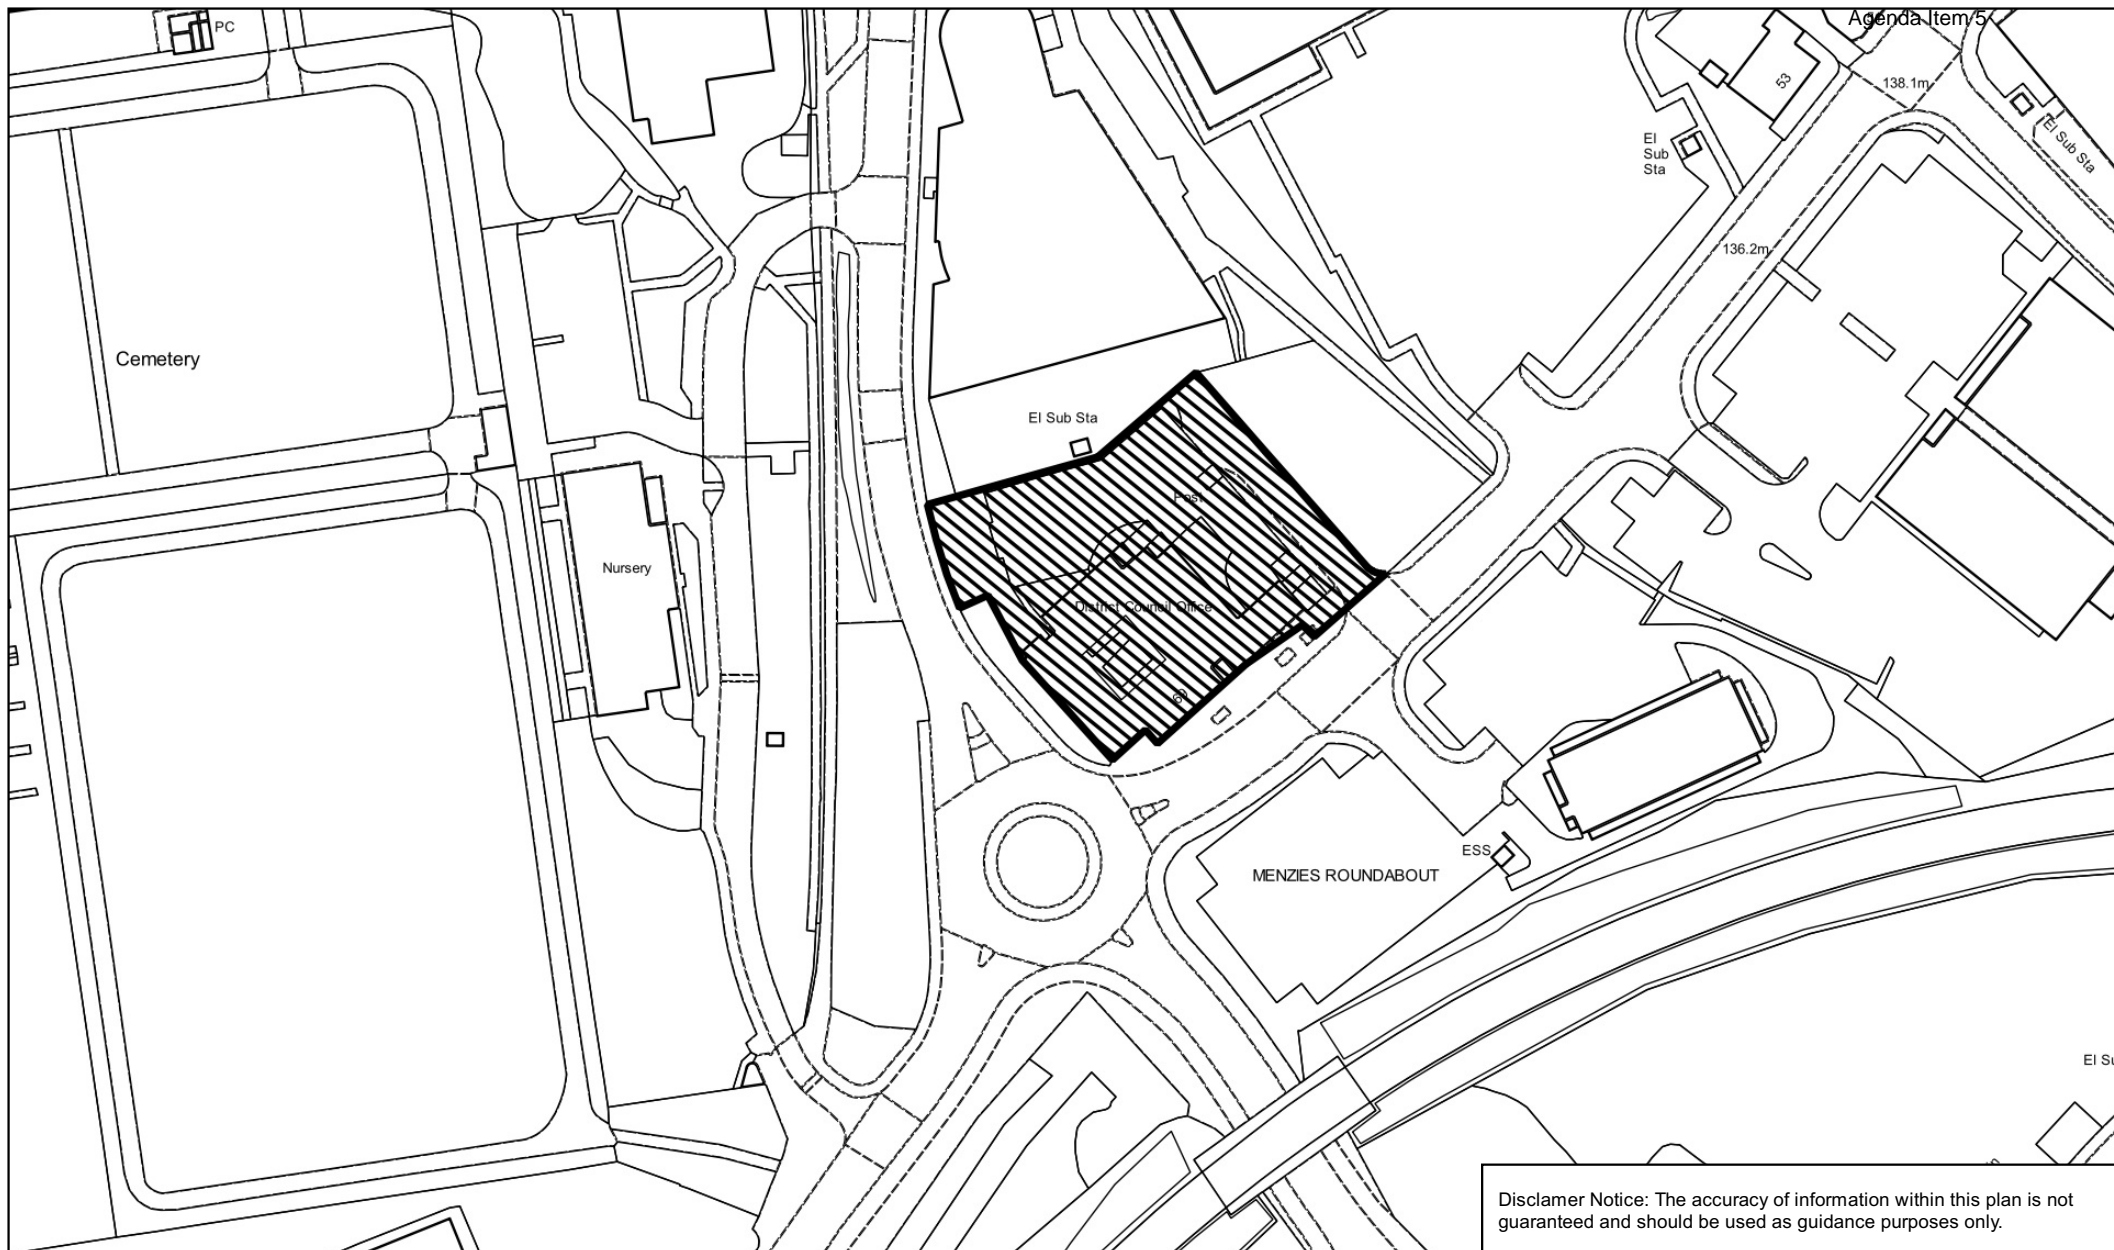 Agenda Item 5
PC
53
138.1m
El Sub Sta
El
Sub
Sta
136.2m
Cemetery
El Sub Sta
Post
Nursery
District Council Office
69
ESS
MENZIES ROUNDABOUT
El Su
Disclamer Notice: The accuracy of information within this plan is not
guaranteed and should be used as guidance purposes only.